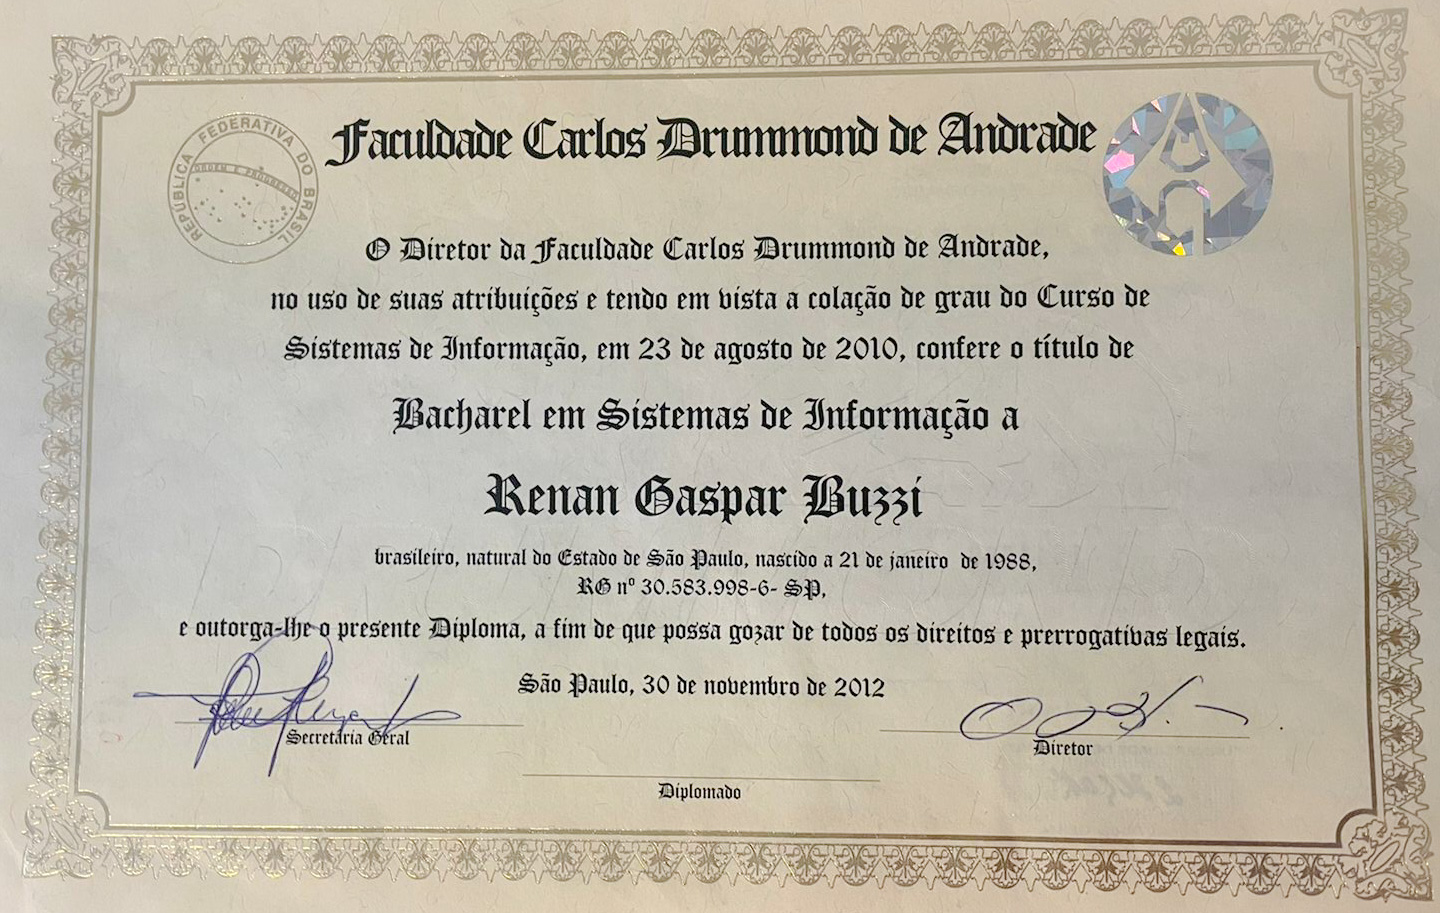 Faculdade Carlos Drummond de Andrade
REPÚBLICA FEDERATIVA DO BRASIL
ORDEM E PROGRESSO
O Diretor da Faculdade Carlos Drummond de Andrade,
no uso de suas atribuições e tendo em vista a colação de grau do Curso de
Sistemas de Informação, em 23 de agosto de 2010, confere o título de
Bacharel em Sistemas de Informação a
Renan Gaspar Buzzi
brasileiro, natural do Estado de São Paulo, nascido a 21 de janeiro de 1988,
RG nº 30.583.998-6- SP,
e outorga-lhe o presente Diploma, a fim de que possa gozar de todos os direitos e prerrogativas legais.
São Paulo, 30 de novembro de 2012
Secretária Geral
Diretor
Diplomado